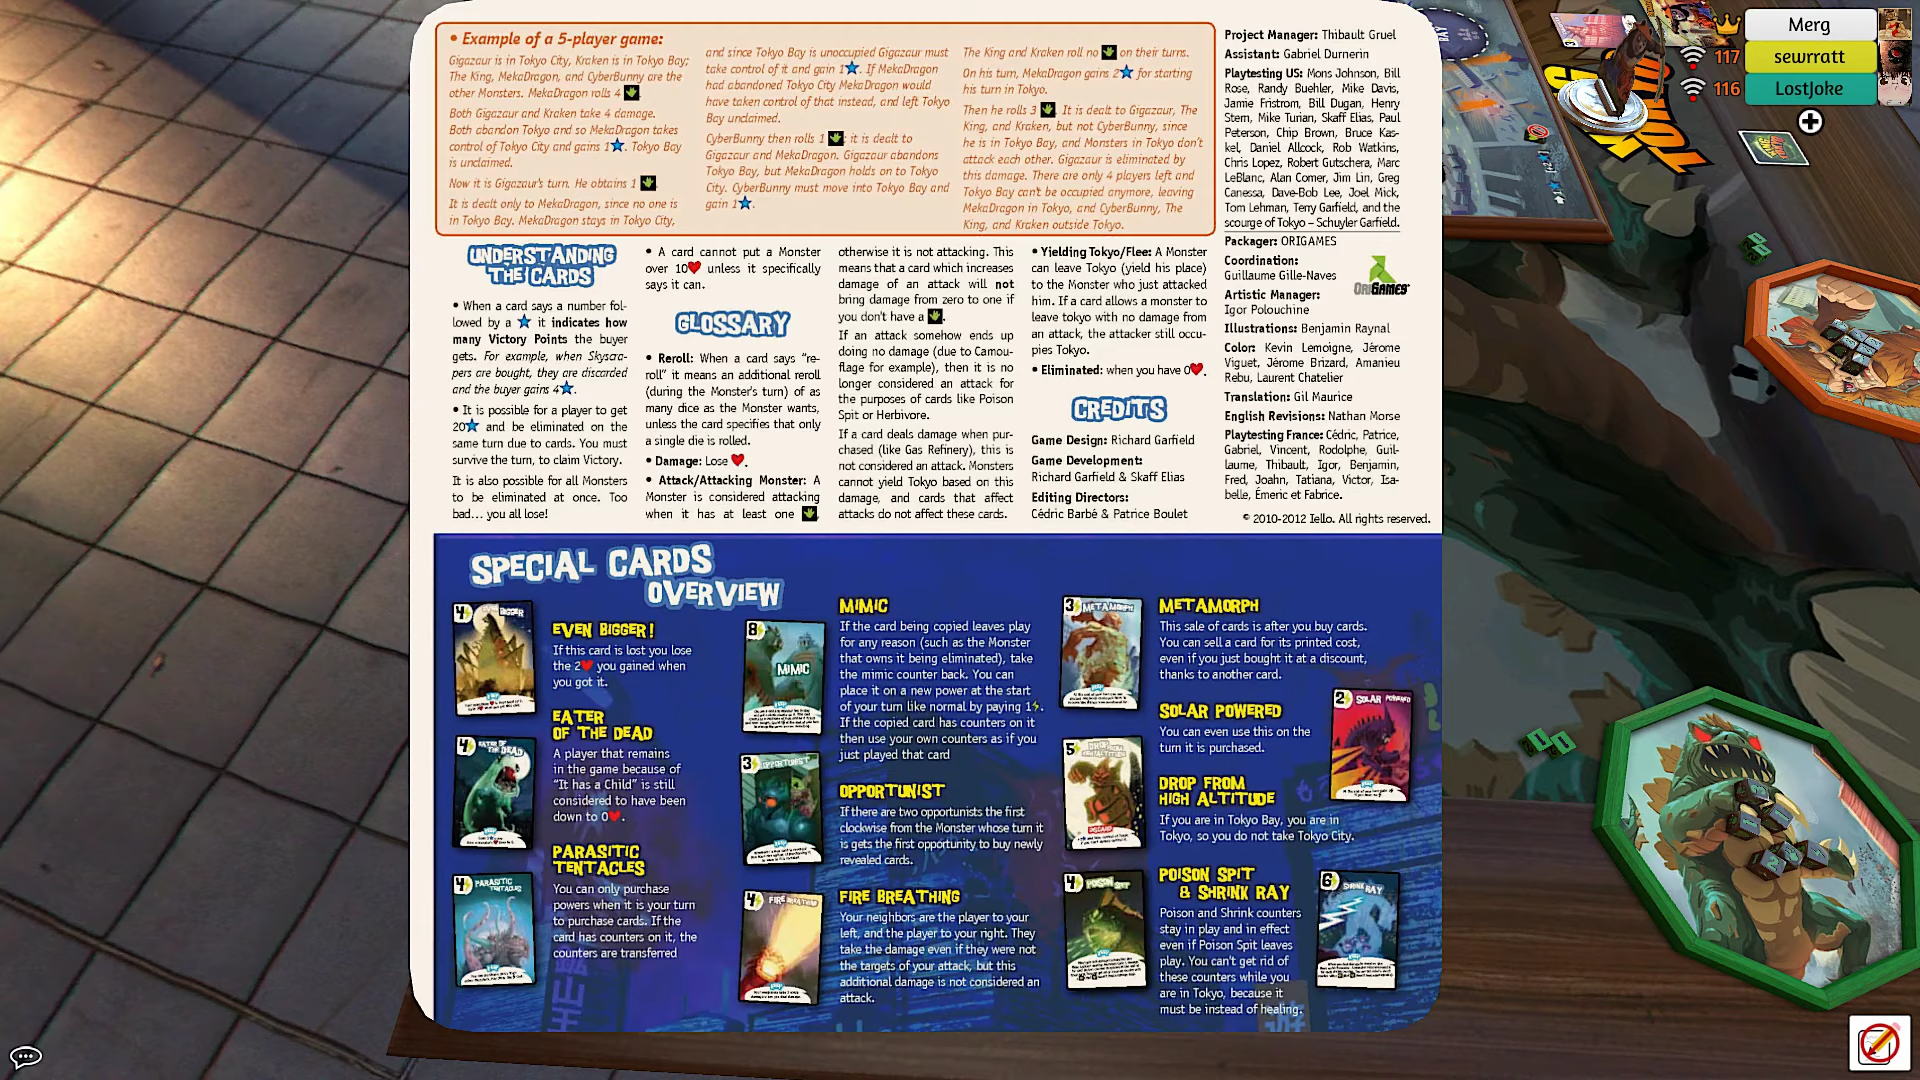 • Example of a 5-player game:
Gigazaur is in Tokyo City, Kraken is in Tokyo Bay;
The King, MekaDragon, and CyberBunny are the
other Monsters. MekaDragon rolls 4
Both Gigazaur and Kraken take 4 damage.
Both abandon Tokyo and so MekaDragon takes
control of Tokyo City and gains 1. Tokyo Bay
is unclaimed.
Now it is Gigazaur's turn. He obtains 1
It is dealt only to MekaDragon, since no one is
in Tokyo Bay. MekaDragon stays in Tokyo City,
and since Tokyo Bay is unoccupied Gigazaur must
take control of it and gain 1. If MekaDragon
had abandoned Tokyo City MekaDragon would
have taken control of that instead, and left Tokyo
Bay unclaimed.
CyberBunny then rolls 1; it is dealt to
Gigazaur and MekaDragon. Gigazaur abandons
Tokyo Bay, but MekaDragon holds on to Tokyo
City. CyberBunny must move into Tokyo Bay and
gain 1.
The King and Kraken roll no on their turns.
On his turn, MekaDragon gains 2 for starting
his turn in Tokyo.
Then he rolls 3. It is dealt to Gigazaur, The
King, and Kraken, but not CyberBunny, since
he is in Tokyo Bay, and Monsters in Tokyo don't
attack each other. Gigazaur is eliminated by
this damage. There are only 4 players left and
Tokyo Bay can't be occupied anymore, leaving
MekaDragon in Tokyo, and CyberBunny, The
King, and Kraken outside Tokyo.
UNDERSTANDING
THE CARDS
• When a card says a number fol-
lowed by a it indicates how
many Victory Points the buyer
gets. For example, when Skyscra-
pers are bought, they are discarded
and the buyer gains 4.
• It is possible for a player to get
20 and be eliminated on the
same turn due to cards. You must
survive the turn, to claim Victory.
It is also possible for all Monsters
to be eliminated at once. Too
bad... you all lose!
• A card cannot put a Monster
over 10 unless it specifically
says it can.
GLOSSARY
• Reroll: When a card says "re-
roll" it means an additional reroll
(during the Monster's turn) of as
many dice as the Monster wants,
unless the card specifies that only
a single die is rolled.
• Damage: Lose.
• Attack/Attacking Monster: A
Monster is considered attacking
when it has at least one
otherwise it is not attacking. This
means that a card which increases
damage of an attack will not
bring damage from zero to one if
you don't have a.
If an attack somehow ends up
doing no damage (due to Camou-
flage for example), then it is no
longer considered an attack for
the purposes of cards like Poison
Spit or Herbivore.
If a card deals damage when pur-
chased (like Gas Refinery), this is
not considered an attack. Monsters
cannot yield Tokyo based on this
damage, and cards that affect
attacks do not affect these cards.
• Yielding Tokyo/Flee: A Monster
can leave Tokyo (yield his place)
to the Monster who just attacked
him. If a card allows a monster to
leave tokyo with no damage from
an attack, the attacker still occu-
pies Tokyo.
• Eliminated: when you have 0.
CREDITS
Game Design: Richard Garfield
Game Development:
Richard Garfield & Skaff Elias
Editing Directors:
Cédric Barbé & Patrice Boulet
Project Manager: Thibault Gruel
Assistant: Gabriel Durnerin
Playtesting US: Mons Johnson, Bill
Rose, Randy Buehler, Mike Davis,
Jamie Fristrom, Bill Dugan, Henry
Stern, Mike Turian, Skaff Elias, Paul
Peterson, Chip Brown, Bruce Kas-
kel, Daniel Allcock, Rob Watkins,
Chris Lopez, Robert Gutschera, Marc
LeBlanc, Alan Comer, Jim Lin, Greg
Canessa, Dave-Bob Lee, Joel Mick,
Tom Lehman, Terry Garfield, and the
scourge of Tokyo – Schuyler Garfield.
Packager: ORIGAMES
Coordination:
Guillaume Gille-Naves
ORIGAMES
Artistic Manager:
Igor Polouchine
Illustrations: Benjamin Raynal
Color: Kevin Lemoigne, Jérome
Viguet, Jérome Brizard, Amanieu
Rebu, Laurent Chatelier
Translation: Gil Maurice
English Revisions: Nathan Morse
Playtesting France: Cédric, Patrice,
Gabriel, Vincent, Rodolphe, Guil-
laume, Thibault, Igor, Benjamin,
Fred, Joahn, Tatiana, Victor, Isa-
belle, Émeric et Fabrice.
© 2010-2012 Iello. All rights reserved.
SPECIAL CARDS
OVERVIEW
EVEN BIGGER!
If this card is lost you lose
the 2 you gained when
you got it.
EATER
OF THE DEAD
A player that remains
in the game because of
"It has a Child" is still
considered to have been
down to 0.
PARASITIC
TENTACLES
You can only purchase
powers when it is your turn
to purchase cards. If the
card has counters on it, the
counters are transferred
MIMIC
If the card being copied leaves play
for any reason (such as the Monster
that owns it being eliminated), take
the mimic counter back. You can
place it on a new power at the start
of your turn like normal by paying 1.
If the copied card has counters on it
then use your own counters as if you
just played that card
OPPORTUNIST
If there are two opportunists the first
clockwise from the Monster whose turn it
is gets the first opportunity to buy newly
revealed cards.
FIRE BREATHING
Your neighbors are the player to your
left, and the player to your right. They
take the damage even if they were not
the targets of your attack, but this
additional damage is not considered an
attack.
METAMORPH
This sale of cards is after you buy cards.
You can sell a card for its printed cost,
even if you just bought it at a discount,
thanks to another card.
SOLAR POWERED
You can even use this on the
turn it is purchased.
DROP FROM
HIGH ALTITUDE
If you are in Tokyo Bay, you are in
Tokyo, so you do not take Tokyo City.
POISON SPIT
& SHRINK RAY
Poison and Shrink counters
stay in play and in effect
even if Poison Spit leaves
play. You can't get rid of
these counters while you
are in Tokyo, because it
must be instead of healing.
4
4 EATER OF THE DEAD
4 PARASITIC TENTACLES
8 MIMIC
3 OPPORTUNIST
4 FIRE BREATHING
3 METAMORPH
5
4 POISON SPIT
2 SOLAR POWERED
6 SHRINK RAY
Merg
117 sewrratt
116 LostJoke